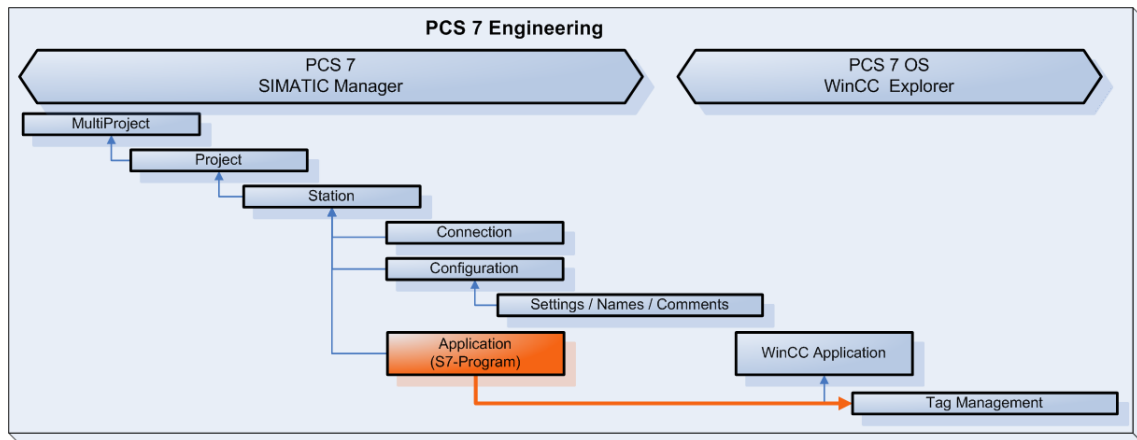 PCS 7 Engineering
PCS 7
SIMATIC Manager
PCS 7 OS
WinCC Explorer
MultiProject
Project
Station
Connection
Configuration
Settings / Names / Comments
Application
(S7-Program)
WinCC Application
Tag Management